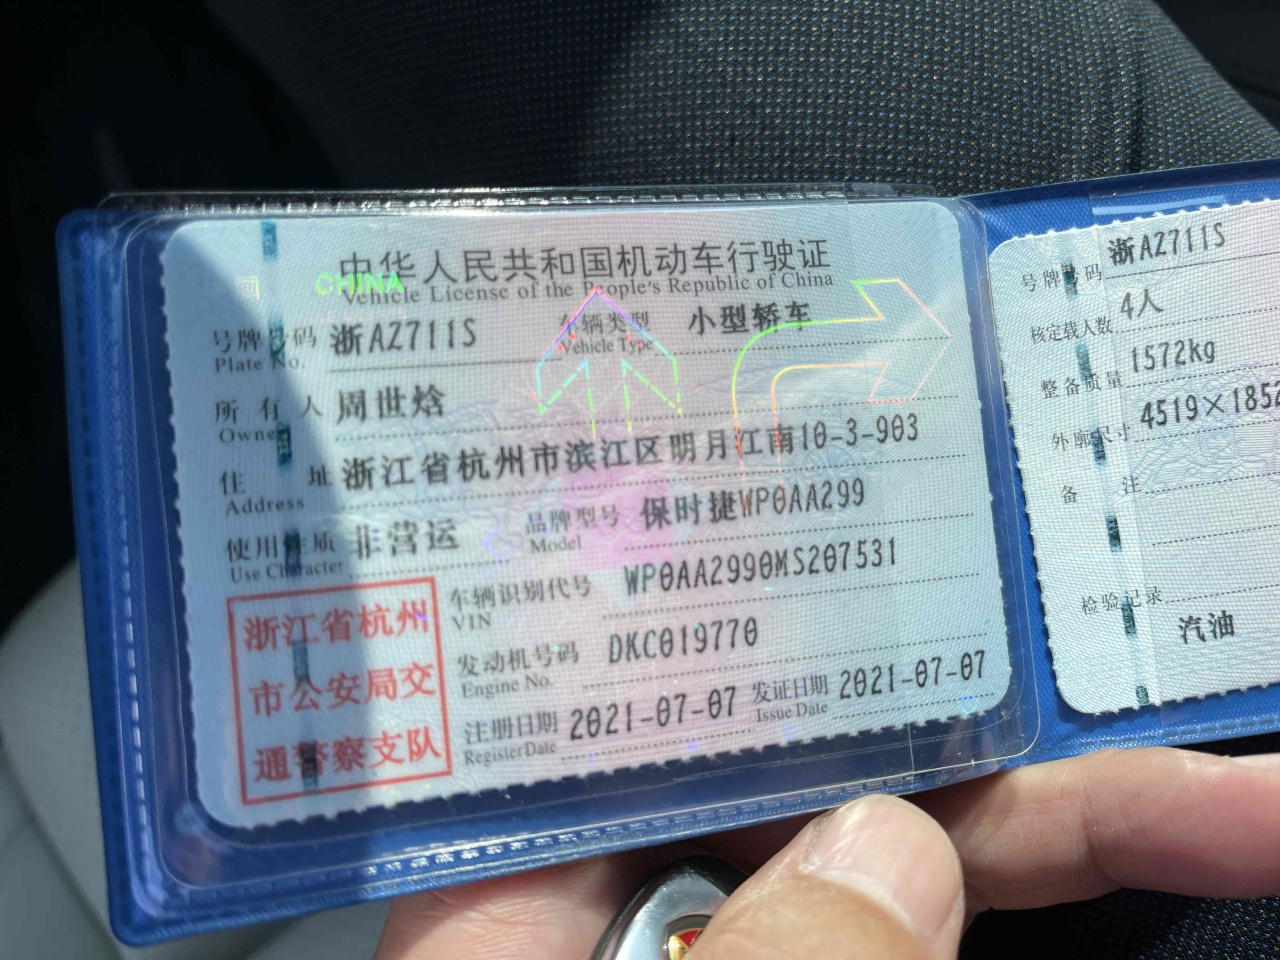 中华人民共和国机动车行驶证
CHINA
Vehicle License of the People's Republic of China
号牌号码 浙AZ711S 车辆类型 小型轿车
Plate No. Vehicle Type
所有人 周世焓
Owner
住址 浙江省杭州市滨江区明月江南10-3-903
Address
使用性质 非营运 品牌型号 保时捷WP0AA299
Use Character Model
浙江省杭州
市公安局交
通警察支队
车辆识别代号 WP0AA2990MS207531
VIN
发动机号码 DKC019770
Engine No.
注册日期 2021-07-07 发证日期 2021-07-07
Register Date Issue Date
号牌号码 浙AZ711S
核定载人数 4人
整备质量 1572kg
外廓尺寸 4519×1852
备注
检验记录
汽油